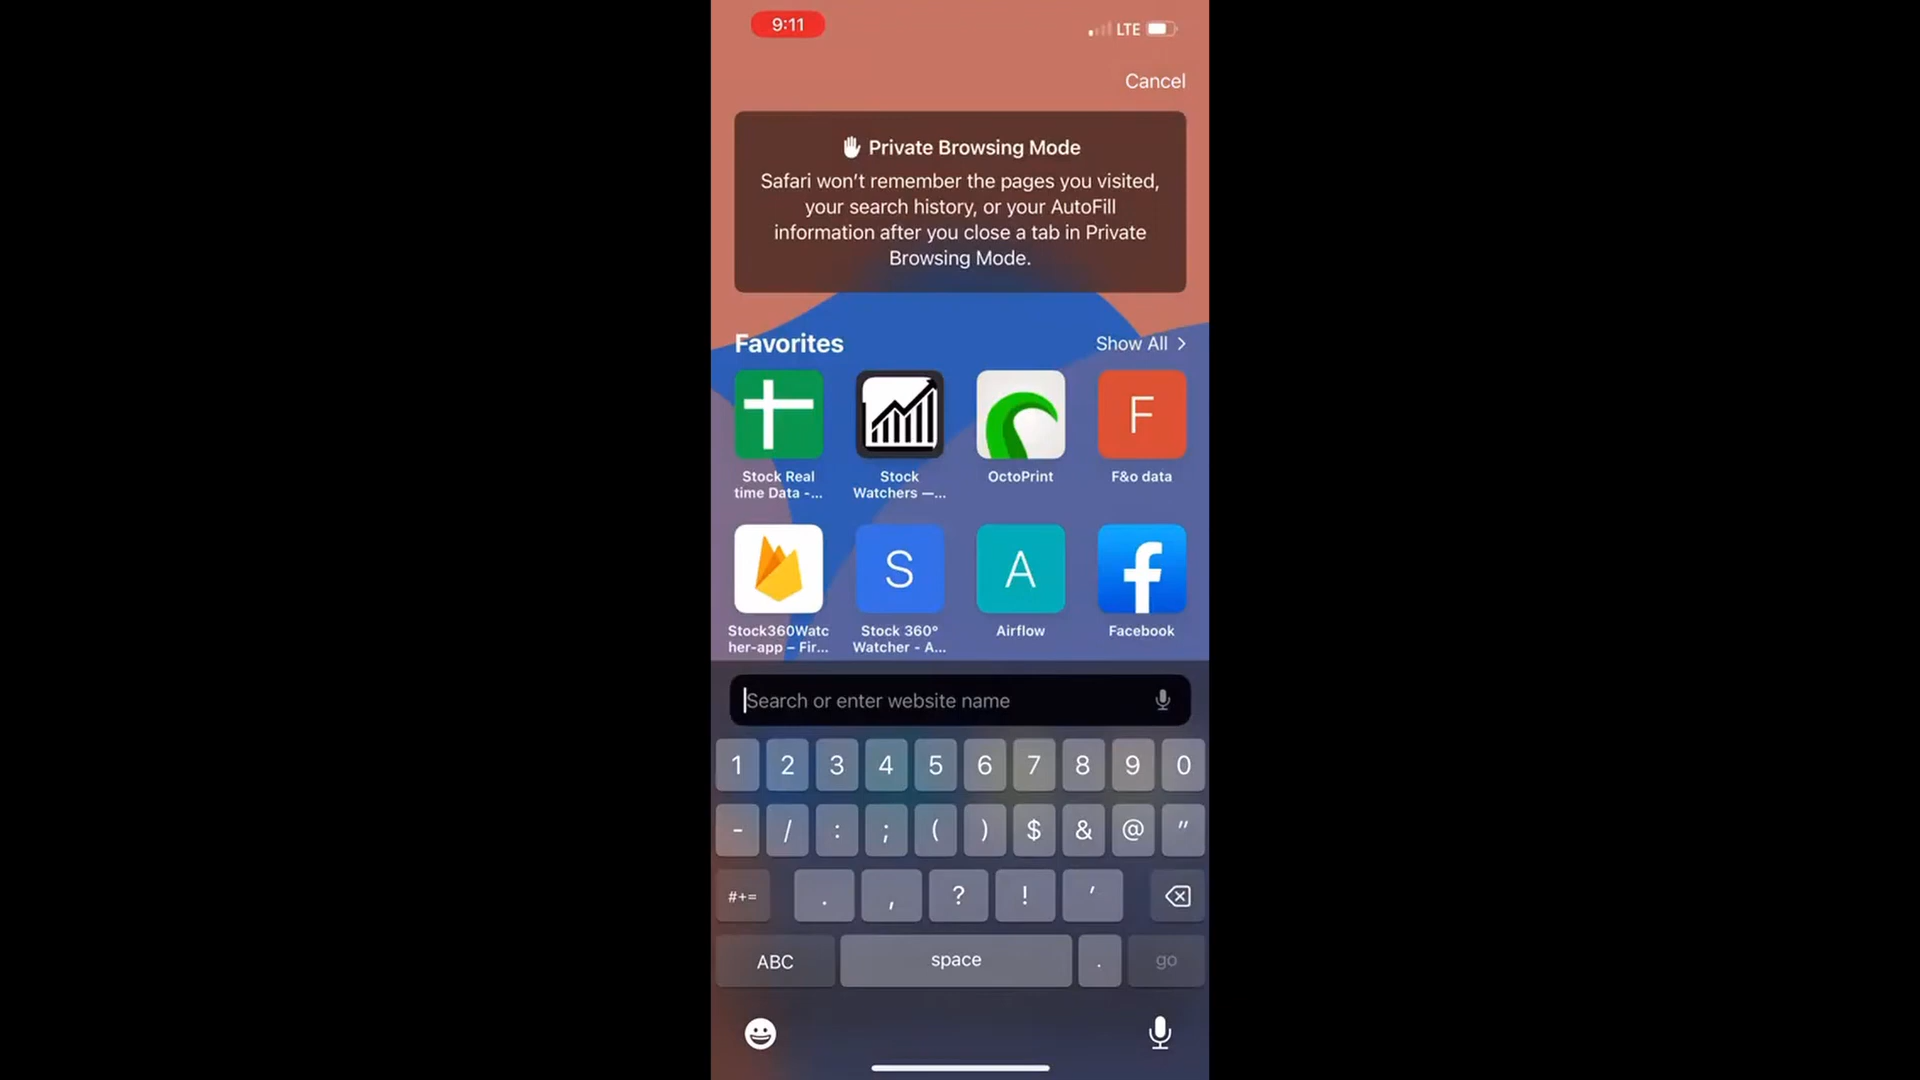 9:11
LTE
Cancel
Private Browsing Mode
Safari won't remember the pages you visited,
your search history, or your AutoFill
information after you close a tab in Private
Browsing Mode.
Favorites
Show All
F
Stock Real
time Data -...
Stock
Watchers —...
OctoPrint
F&o data
S
A
f
Stock360Watc
her-app – Fir...
Stock 360°
Watcher - A...
Airflow
Facebook
Search or enter website name
1 2 3 4 5 6 7 8 9 0
- / : ; ( ) $ & @ "
#+= . , ? ! '
ABC space . go